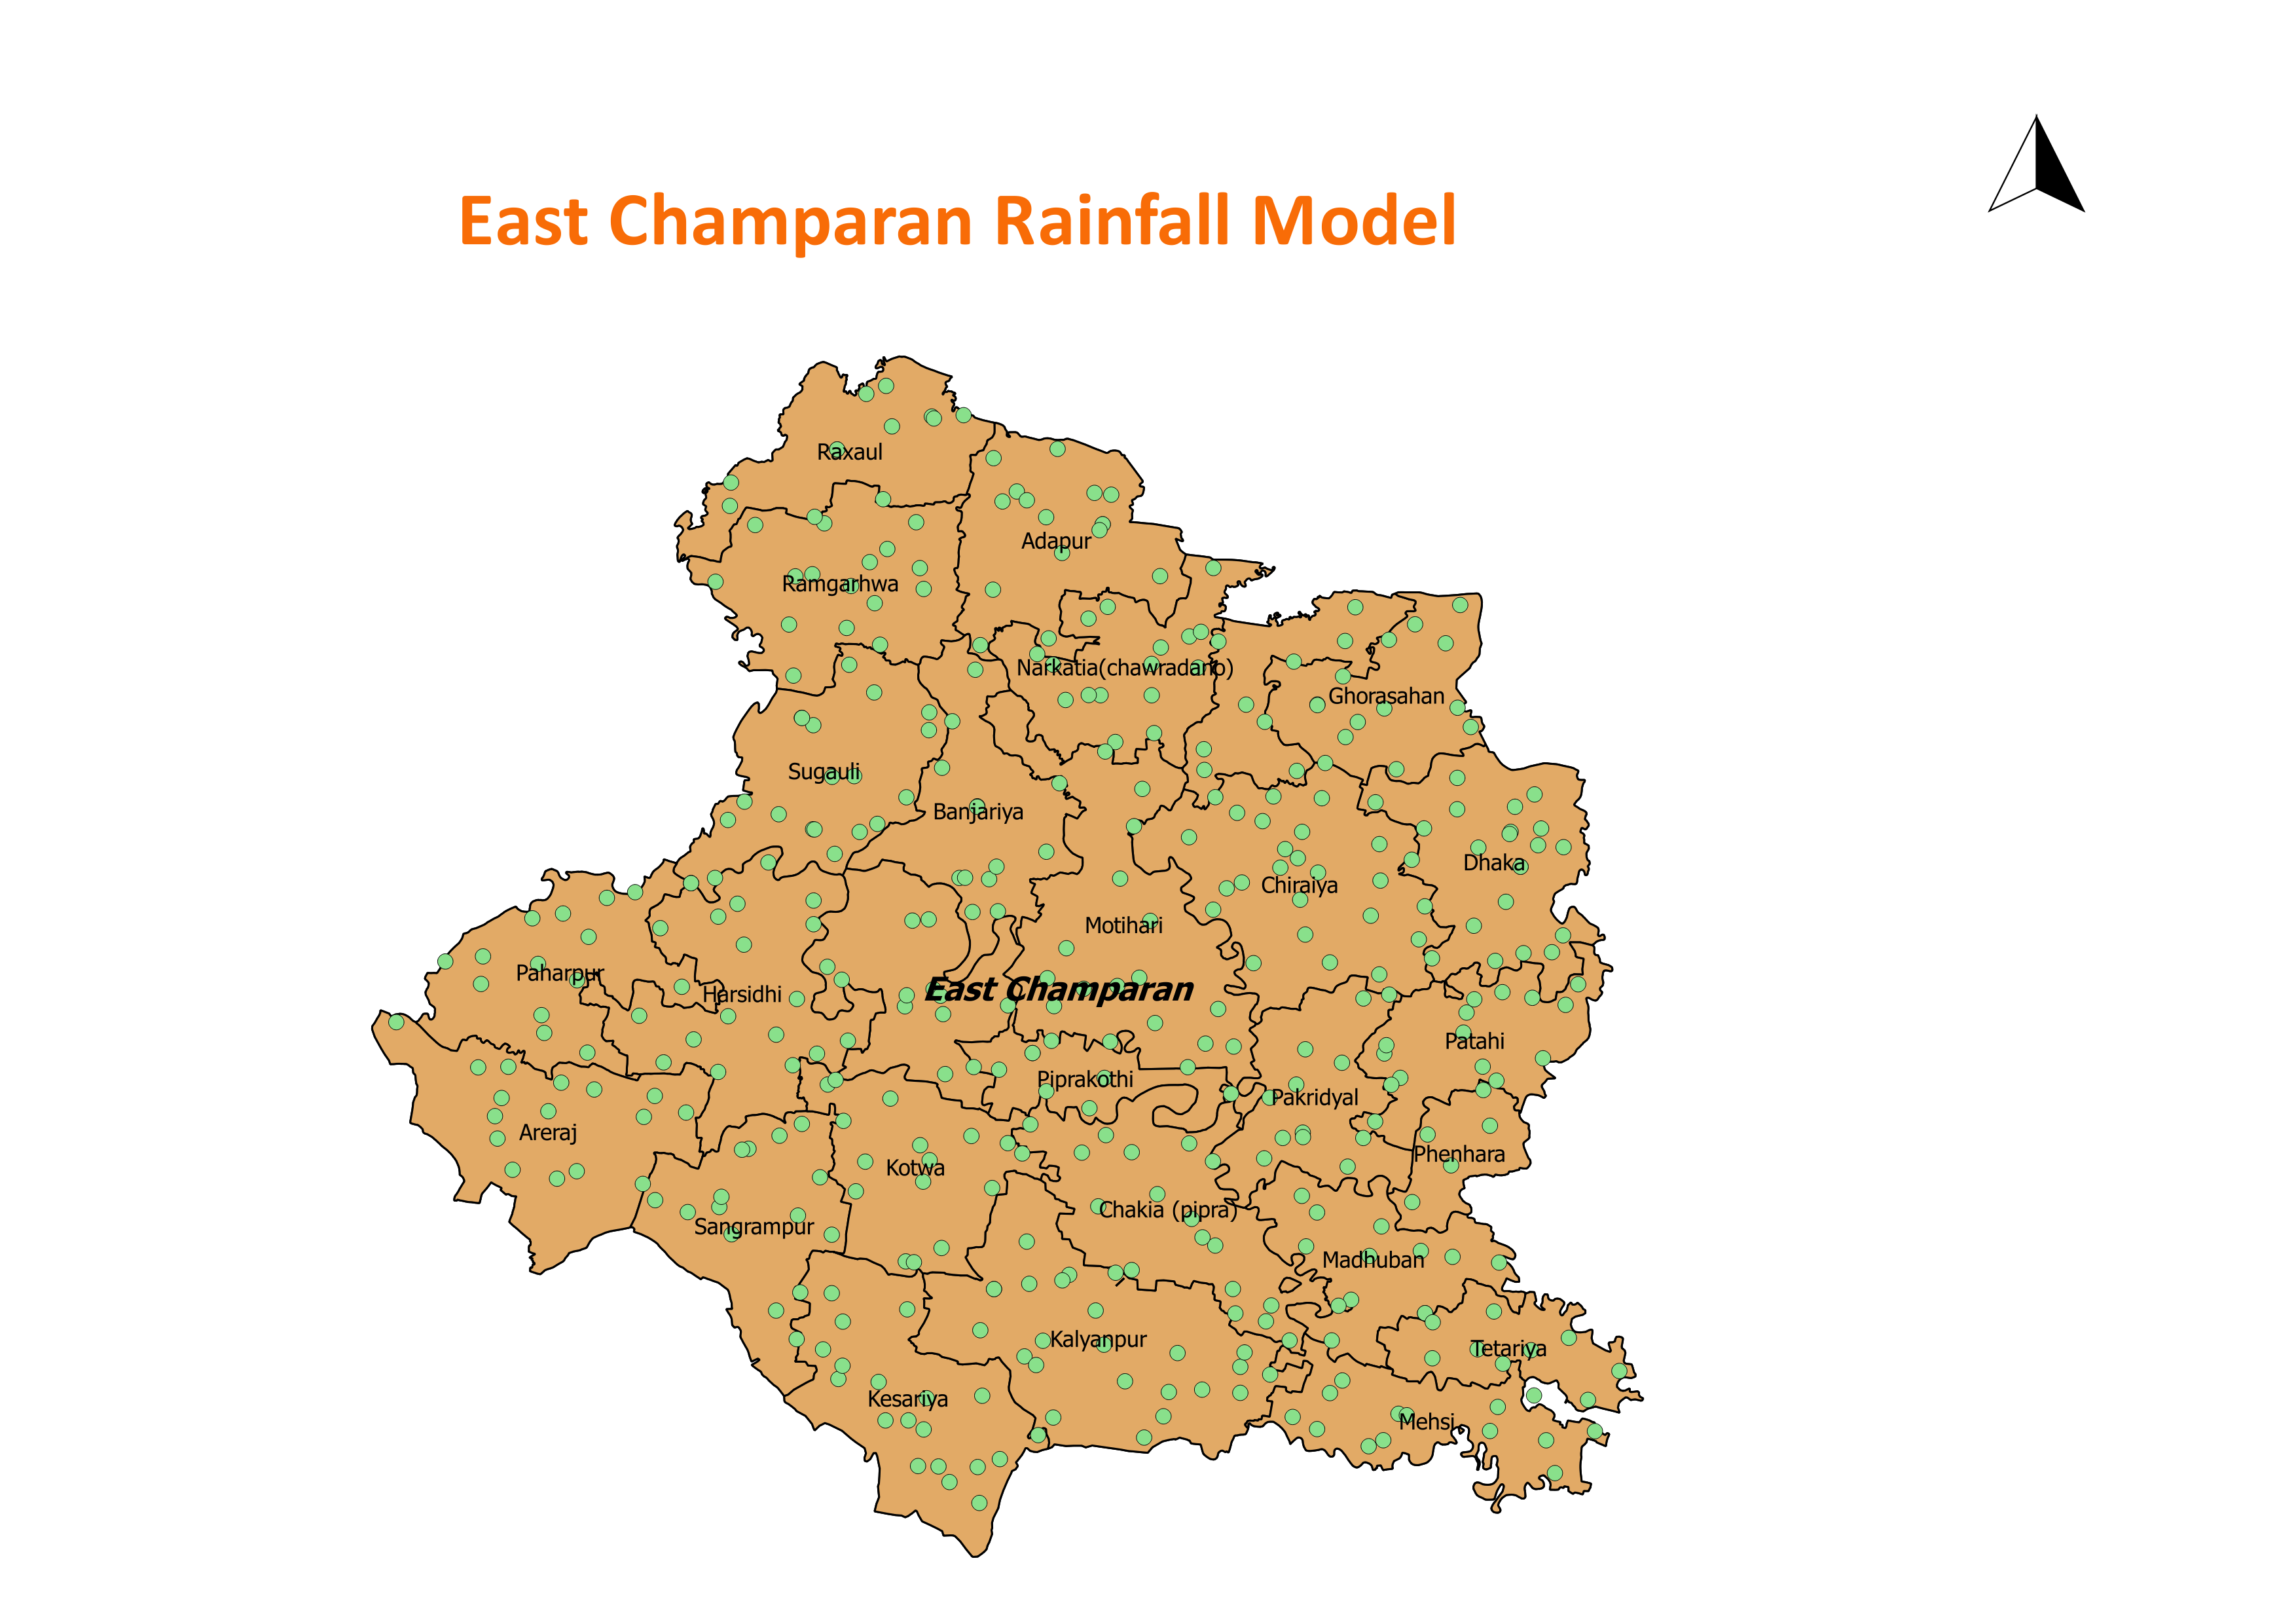 East Champaran Rainfall Model
Raxaul
Adapur
Ramgarhwa
Narkatia(chawradano)
Ghorasahan
Sugauli
Banjariya
Dhaka
Chiraiya
Motihari
Paharpur
East Champaran
Harsidhi
Patahi
Piprakothi
Pakridyal
Areraj
Phenhara
Kotwa
Chakia (pipra)
Sangrampur
Madhuban
Kalyanpur
Tetariya
Kesariya
Mehsi